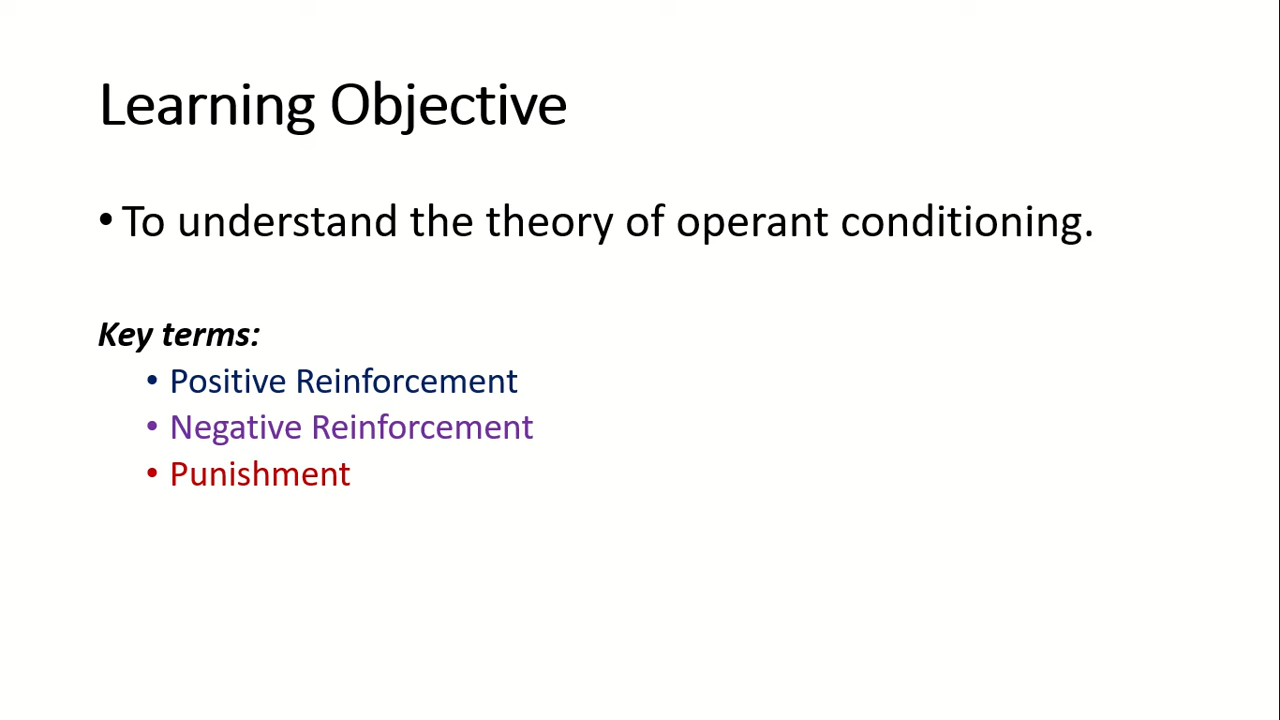 Learning Objective
• To understand the theory of operant conditioning.
Key terms:
• Positive Reinforcement
• Negative Reinforcement
• Punishment